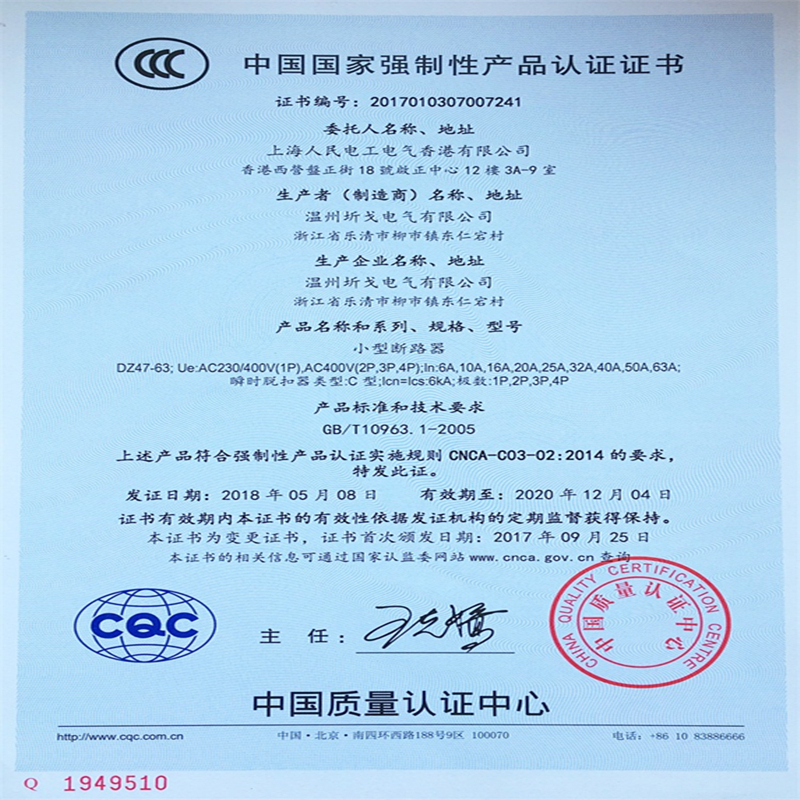 CCC
中国国家强制性产品认证证书
证书编号：2017010307007241
委托人名称、地址
上海人民电工电气香港有限公司
香港西營盤正街 18 號啟正中心 12 樓 3A-9 室
生产者（制造商）名称、地址
温州圻戈电气有限公司
浙江省乐清市柳市镇东仁宕村
生产企业名称、地址
温州圻戈电气有限公司
浙江省乐清市柳市镇东仁宕村
产品名称和系列、规格、型号
小型断路器
DZ47-63; Ue:AC230/400V(1P),AC400V(2P,3P,4P);In:6A,10A,16A,20A,25A,32A,40A,50A,63A;
瞬时脱扣器类型:C 型;Icn=Ics:6kA;极数:1P,2P,3P,4P
产品标准和技术要求
GB/T10963.1-2005
上述产品符合强制性产品认证实施规则 CNCA-C03-02:2014 的要求，
特发此证。
发证日期：2018 年 05 月 08 日 有效期至：2020 年 12 月 04 日
证书有效期内本证书的有效性依据发证机构的定期监督获得保持。
本证书为变更证书，证书首次颁发日期：2017 年 09 月 25 日
本证书的相关信息可通过国家认监委网站 www.cnca.gov.cn 查询
CQC
主 任：
CHINA QUALITY CERTIFICATION CENTRE
中国质量认证中心
中国质量认证中心
http://www.cqc.com.cn 中国·北京·南四环西路188号9区 100070 电话：+86 10 83886666
Q 1949510